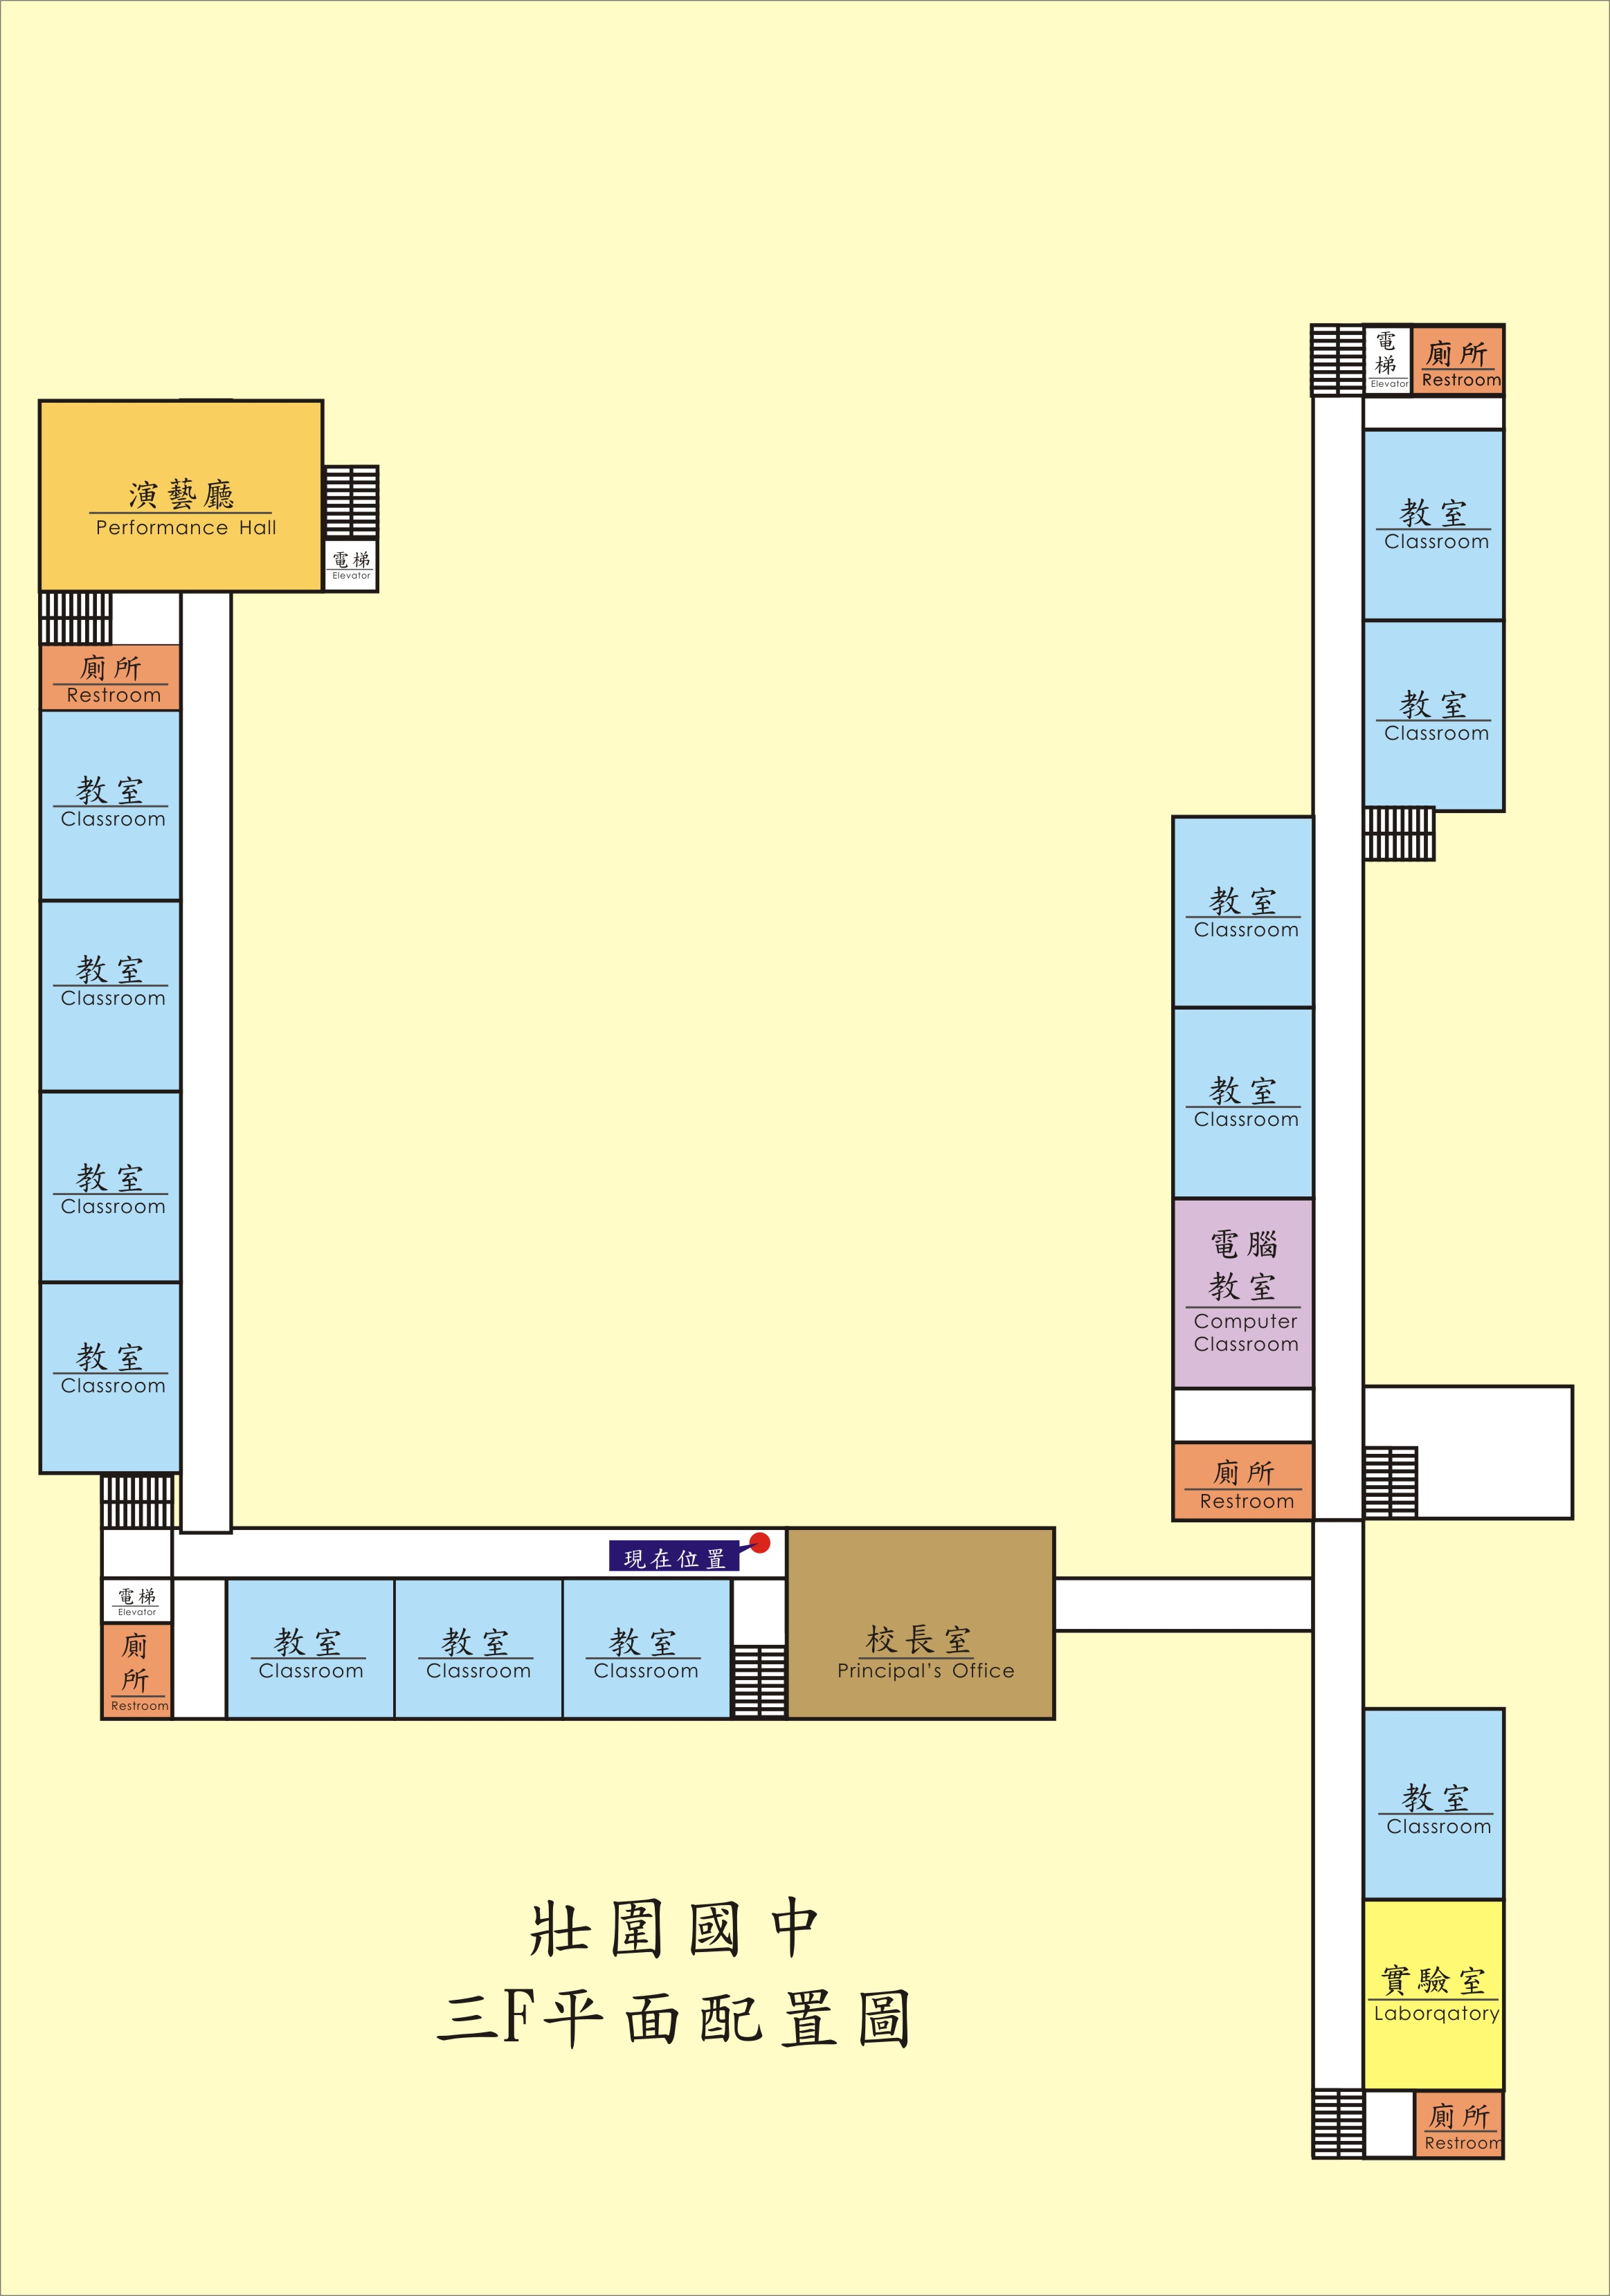 電
梯
Elevator
廁所
Restroom
演藝廳
Performance Hall
電梯
Elevator
教室
Classroom
廁所
Restroom
教室
Classroom
教室
Classroom
教室
Classroom
教室
Classroom
教室
Classroom
教室
Classroom
電腦
教室
Computer
Classroom
教室
Classroom
廁所
Restroom
現在位置
電梯
Elevator
廁
所
Restroom
教室
Classroom
教室
Classroom
教室
Classroom
校長室
Principal's Office
教室
Classroom
壯圍國中
三F平面配置圖
實驗室
Laborqatory
廁所
Restroom